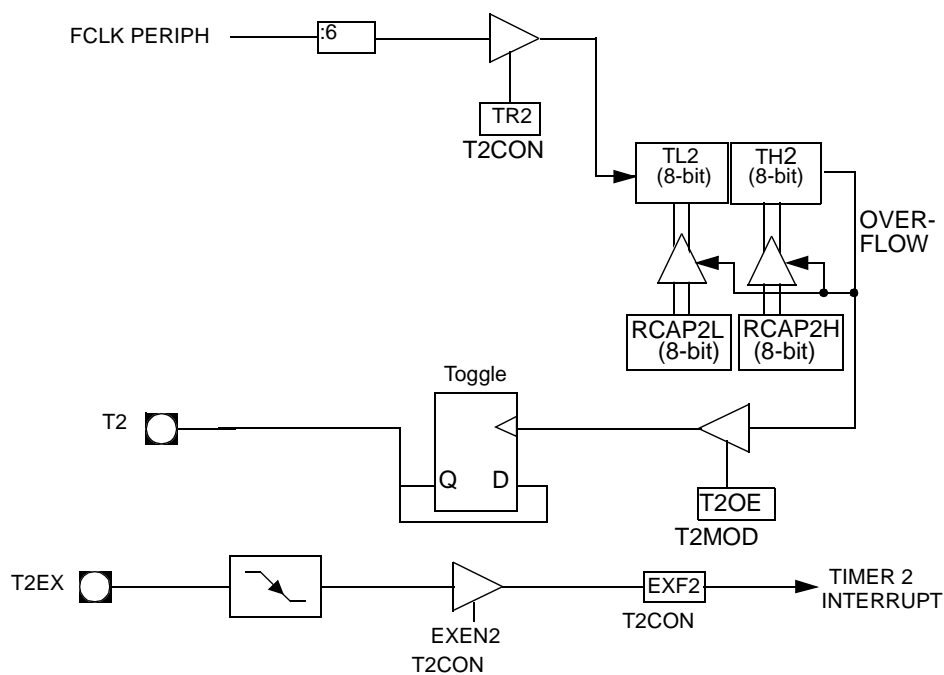 FCLK PERIPH
:6
TR2
T2CON
TL2
(8-bit)
TH2
(8-bit)
OVER-
FLOW
RCAP2L
(8-bit)
RCAP2H
(8-bit)
Toggle
T2
Q D
T2OE
T2MOD
T2EX
EXEN2
T2CON
EXF2
T2CON
TIMER 2
INTERRUPT